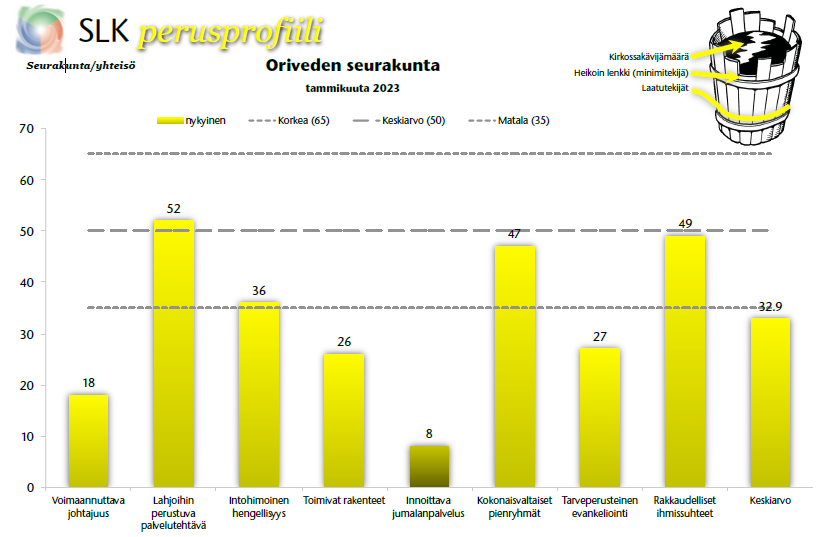 SLK perusprofiili
Seurakunta/yhteisö
Oriveden seurakunta
tammikuuta 2023
Kirkossakävijämäärä
Heikoin lenkki (minimitekijä)
Laatutekijät
nykyinen
Korkea (65)
Keskiarvo (50)
Matala (35)
70
60
50
40
30
20
10
0
18
52
36
26
8
47
27
49
32.9
Voimaannuttava
johtajuus
Lahjoihin
perustuva
palvelutehtävä
Intohimoinen
hengellisyys
Toimivat rakenteet
Innoittava
jumalanpalvelus
Kokonaisvaltaiset
pienryhmät
Tarveperusteinen
evankeliointi
Rakkaudelliset
ihmissuhteet
Keskiarvo